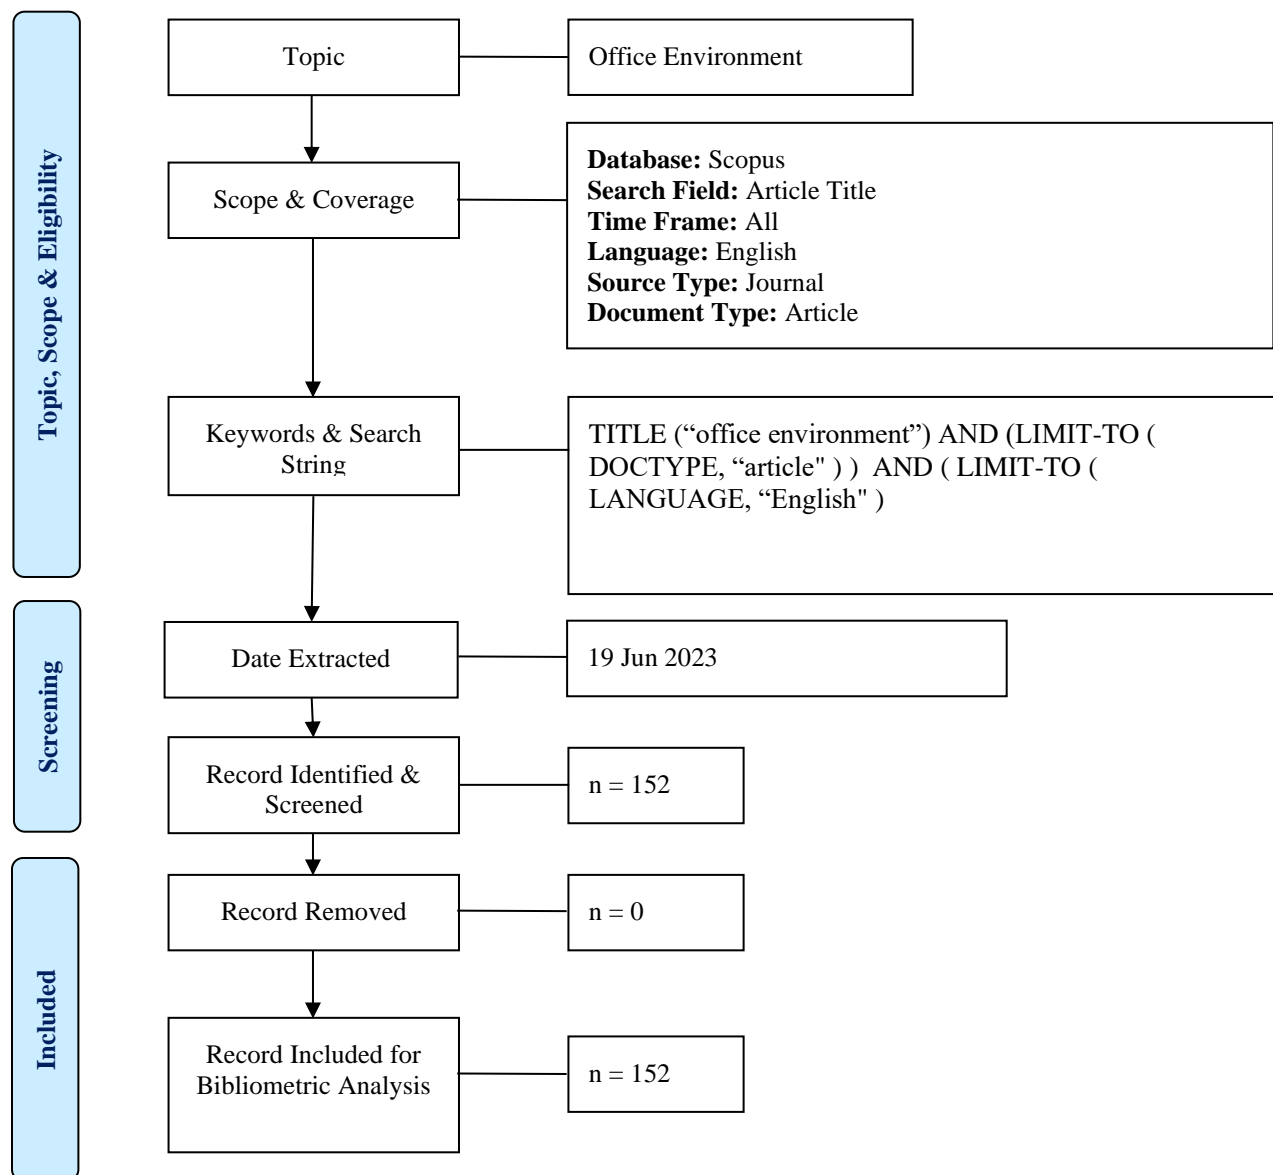 Topic, Scope & Eligibility
Topic
Office Environment
Scope & Coverage
Database: Scopus
Search Field: Article Title
Time Frame: All
Language: English
Source Type: Journal
Document Type: Article
Keywords & Search
String
TITLE (“office environment”) AND (LIMIT-TO (
DOCTYPE, “article" ) )  AND ( LIMIT-TO (
LANGUAGE, “English" )
Screening
Date Extracted
19 Jun 2023
Record Identified &
Screened
n = 152
Included
Record Removed
n = 0
Record Included for
Bibliometric Analysis
n = 152